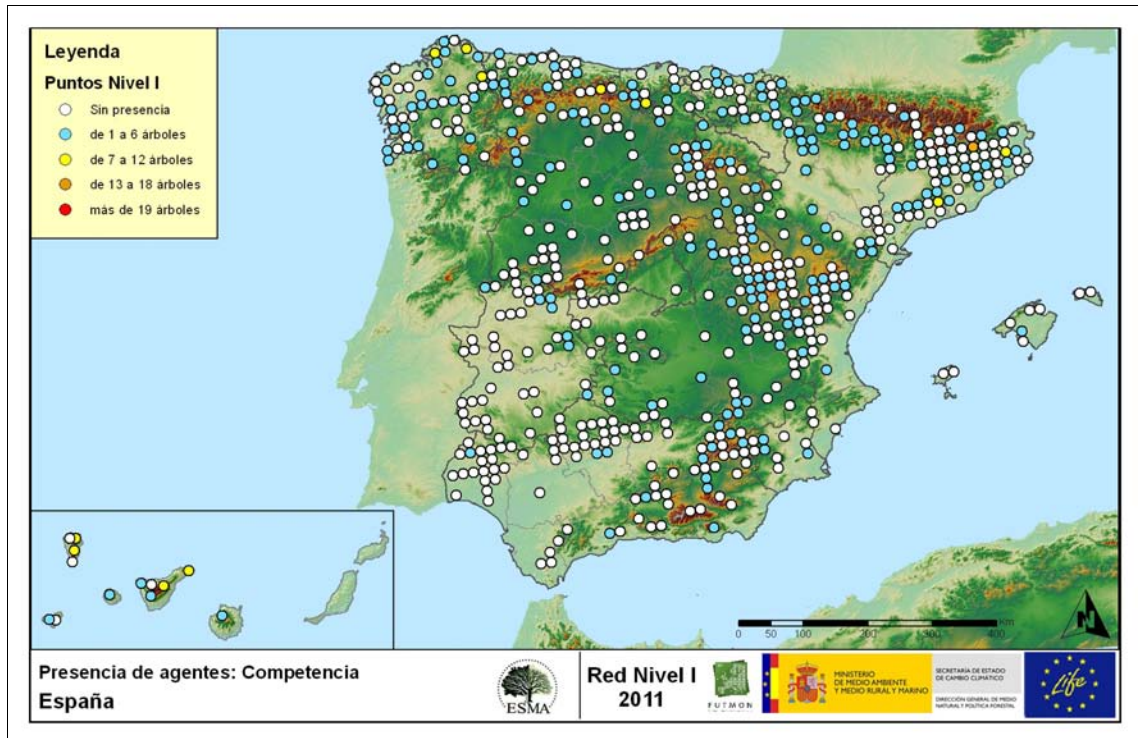 Leyenda
Puntos Nivel I
Sin presencia
de 1 a 6 árboles
de 7 a 12 árboles
de 13 a 18 árboles
más de 19 árboles
Km
0 50 100 200 300 400
N
Presencia de agentes: Competencia
España
ESMA
Red Nivel I
2011
FUTMON
MINISTERIO
DE MEDIO AMBIENTE
Y MEDIO RURAL Y MARINO
SECRETARÍA DE ESTADO
DE CAMBIO CLIMÁTICO
DIRECCIÓN GENERAL DE MEDIO
NATURAL Y POLÍTICA FORESTAL
Life